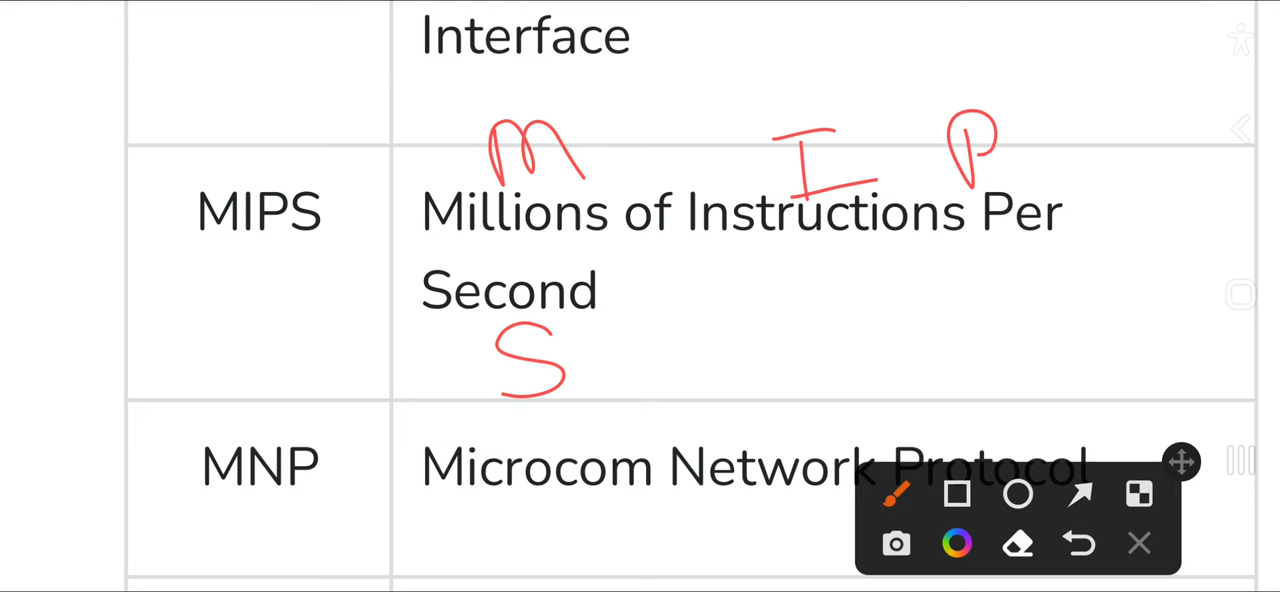 Interface
M I P
MIPS Millions of Instructions Per
Second
S
MNP Microcom Network Protocol